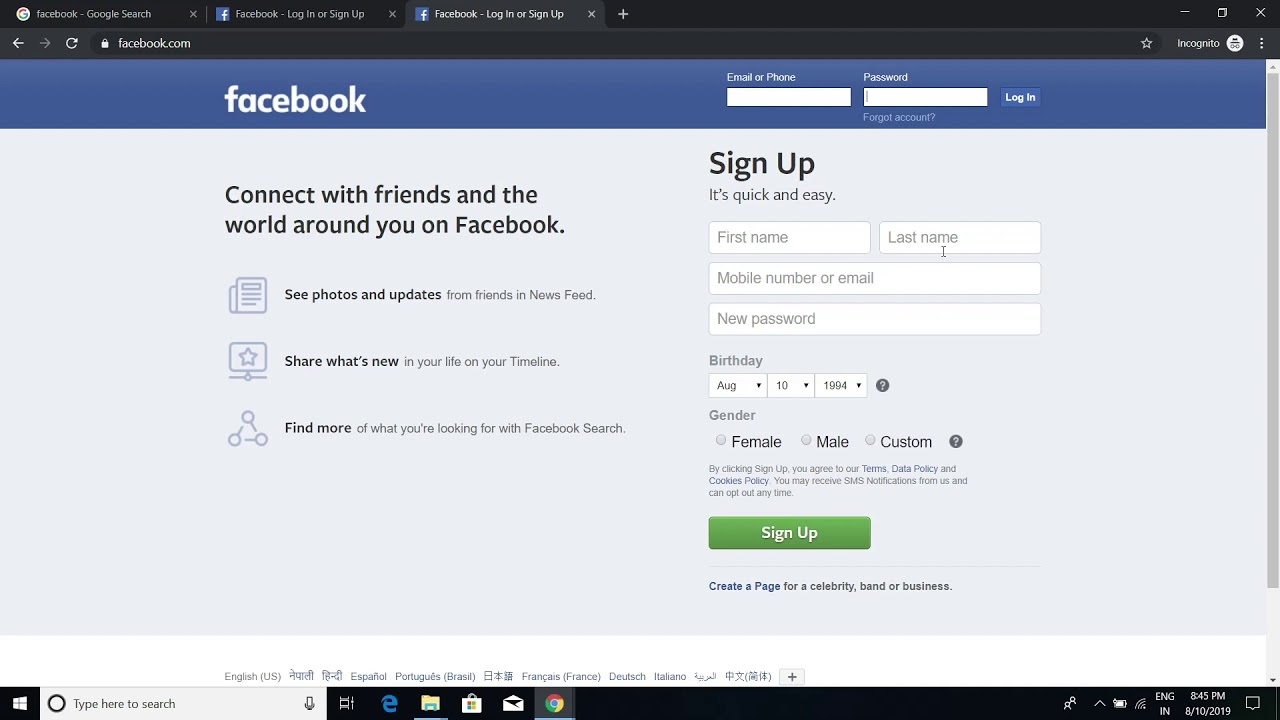 facebook - Google Search
Facebook - Log In or Sign Up
Facebook - Log In or Sign Up
facebook.com
Incognito
facebook
Email or Phone
Password
Log In
Forgot account?
Connect with friends and the
world around you on Facebook.
See photos and updates from friends in News Feed.
Share what's new in your life on your Timeline.
Find more of what you're looking for with Facebook Search.
Sign Up
It's quick and easy.
First name
Last name
Mobile number or email
New password
Birthday
Aug 10 1994
Gender
Female Male Custom
By clicking Sign Up, you agree to our Terms, Data Policy and
Cookies Policy. You may receive SMS Notifications from us and
can opt out any time.
Sign Up
Create a Page for a celebrity, band or business.
English (US) नेपाली हिन्दी Español Português (Brasil) 日本語 Français (France) Deutsch Italiano العربية 中文(简体)
Type here to search
ENG
IN
8:45 PM
8/10/2019